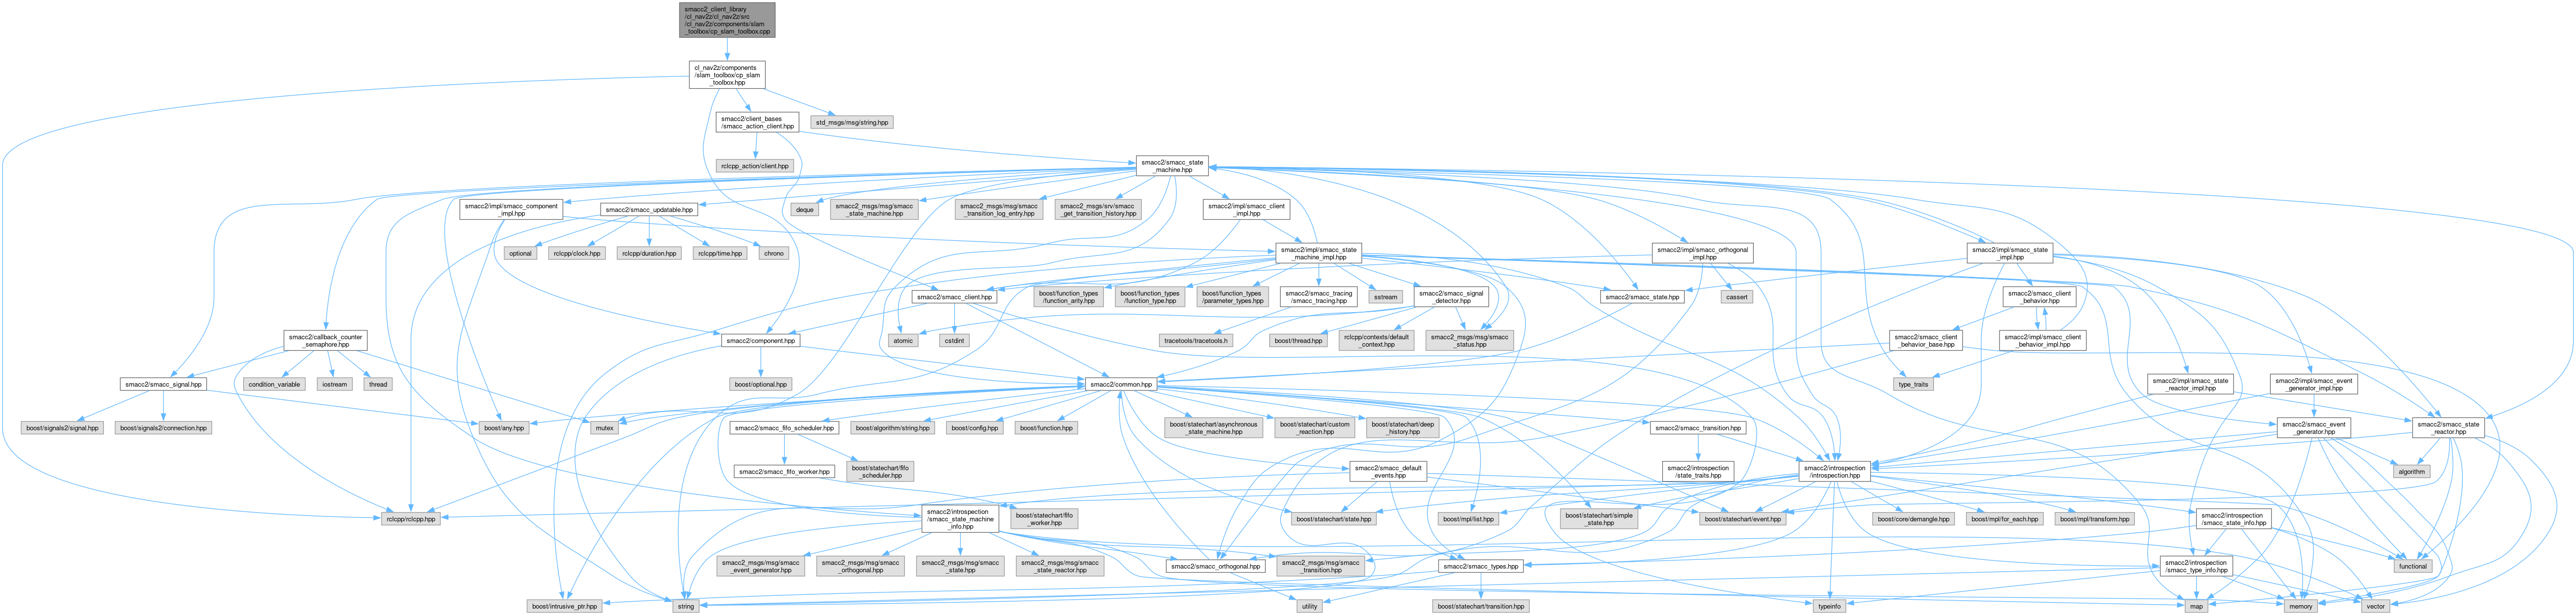 smacc2_client_library
/cl_nav2z/cl_nav2z/src
/cl_nav2z/components/slam
_toolbox/cp_slam_toolbox.cpp
cl_nav2z/components
/slam_toolbox/cp_slam
_toolbox.hpp
smacc2/client_bases
/smacc_action_client.hpp
std_msgs/msg/string.hpp
rclcpp_action/client.hpp
smacc2/smacc_state
_machine.hpp
smacc2/impl/smacc_component
_impl.hpp
smacc2/smacc_updatable.hpp
deque
smacc2_msgs/msg/smacc
_state_machine.hpp
smacc2_msgs/msg/smacc
_transition_log_entry.hpp
smacc2_msgs/srv/smacc
_get_transition_history.hpp
smacc2/impl/smacc_client
_impl.hpp
optional
rclcpp/clock.hpp
rclcpp/duration.hpp
rclcpp/time.hpp
chrono
smacc2/impl/smacc_state
_machine_impl.hpp
smacc2/impl/smacc_orthogonal
_impl.hpp
smacc2/impl/smacc_state
_impl.hpp
smacc2/smacc_client.hpp
boost/function_types
/function_arity.hpp
boost/function_types
/function_type.hpp
boost/function_types
/parameter_types.hpp
smacc2/smacc_tracing
/smacc_tracing.hpp
sstream
smacc2/smacc_signal
_detector.hpp
smacc2/smacc_state.hpp
cassert
smacc2/smacc_client
_behavior.hpp
smacc2/callback_counter
_semaphore.hpp
smacc2/component.hpp
atomic
cstdint
tracetools/tracetools.h
boost/thread.hpp
rclcpp/contexts/default
_context.hpp
smacc2_msgs/msg/smacc
_status.hpp
smacc2/smacc_client
_behavior_base.hpp
smacc2/impl/smacc_client
_behavior_impl.hpp
smacc2/smacc_signal.hpp
condition_variable
iostream
thread
boost/optional.hpp
smacc2/common.hpp
type_traits
smacc2/impl/smacc_state
_reactor_impl.hpp
smacc2/impl/smacc_event
_generator_impl.hpp
boost/signals2/signal.hpp
boost/signals2/connection.hpp
boost/any.hpp
mutex
smacc2/smacc_fifo_scheduler.hpp
boost/algorithm/string.hpp
boost/config.hpp
boost/function.hpp
boost/statechart/asynchronous
_state_machine.hpp
boost/statechart/custom
_reaction.hpp
boost/statechart/deep
_history.hpp
smacc2/smacc_transition.hpp
smacc2/smacc_event
_generator.hpp
smacc2/smacc_state
_reactor.hpp
smacc2/smacc_fifo_worker.hpp
boost/statechart/fifo
_scheduler.hpp
smacc2/smacc_default
_events.hpp
smacc2/introspection
/state_traits.hpp
smacc2/introspection
/introspection.hpp
algorithm
rclcpp/rclcpp.hpp
smacc2/introspection
/smacc_state_machine
_info.hpp
boost/statechart/fifo
_worker.hpp
boost/statechart/state.hpp
boost/mpl/list.hpp
boost/statechart/simple
_state.hpp
boost/statechart/event.hpp
boost/core/demangle.hpp
boost/mpl/for_each.hpp
boost/mpl/transform.hpp
smacc2/introspection
/smacc_state_info.hpp
smacc2_msgs/msg/smacc
_event_generator.hpp
smacc2_msgs/msg/smacc
_orthogonal.hpp
smacc2_msgs/msg/smacc
_state.hpp
smacc2_msgs/msg/smacc
_state_reactor.hpp
smacc2/smacc_orthogonal.hpp
smacc2_msgs/msg/smacc
_transition.hpp
smacc2/smacc_types.hpp
smacc2/introspection
/smacc_type_info.hpp
functional
boost/intrusive_ptr.hpp
string
utility
boost/statechart/transition.hpp
typeinfo
map
memory
vector